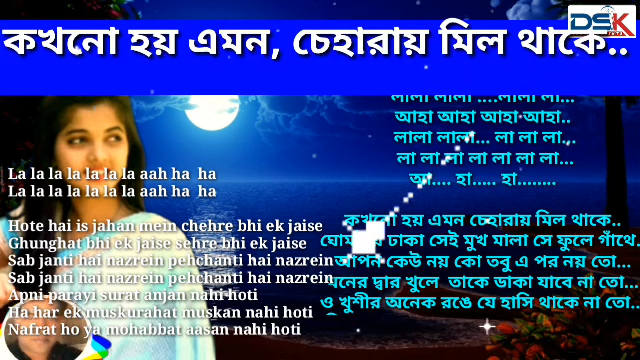 কখনো হয় এমন, চেহারায় মিল থাকে..
DSK
La la la la la la la aah ha ha
La la la la la la la aah ha ha
Hote hai is jahan mein chehre bhi ek jaise
Ghunghat bhi ek jaise sehre bhi ek jaise
Sab janti hai nazrein pehchanti hai nazrein
Sab janti hai nazrein pehchanti hai nazrein
Apni-parayi surat anjan nahi hoti
Ha har ek muskurahat muskan nahi hoti
Nafrat ho ya mohabbat aasan nahi hoti
লালা লালা ....লালা লা...
আহা আহা আহা আহা..
লালা লালা... লা লা লা...
লা লা লা লা লা লা লা...
আ.... হা..... হা........
কখনো হয় এমন চেহারায় মিল থাকে..
ঢাকা সেই মুখ মালা সে ফুলে গাঁথে.
আপন কেউ নয় কো তবু এ পর নয় তো...
মনের দ্বার খুলে তাকে ডাকা যাবে না তো...
ও খুশীর অনেক রঙে যে হাসি থাকে না তো..